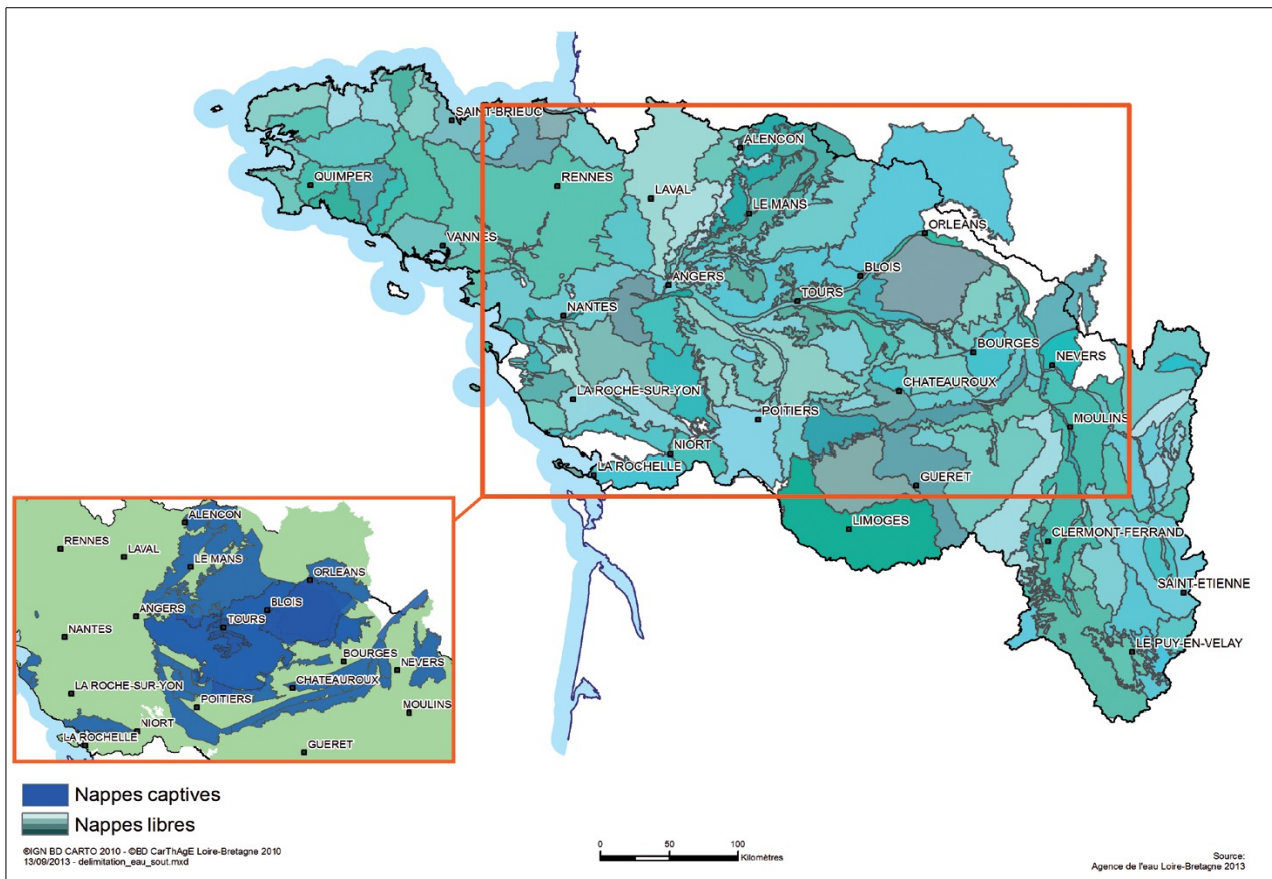 SAINT-BRIEUC
ALENCON
QUIMPER
RENNES
LAVAL
LE MANS
ORLEANS
VANNES
BLOIS
ANGERS
TOURS
NANTES
BOURGES
NEVERS
CHATEAUROUX
LA ROCHE-SUR-YON
POITIERS
MOULINS
NIORT
LA ROCHELLE
GUERET
LIMOGES
CLERMONT-FERRAND
SAINT-ETIENNE
LE PUY-EN-VELAY
ALENCON
RENNES
LAVAL
LE MANS
ORLEANS
BLOIS
ANGERS
TOURS
NANTES
BOURGES
NEVERS
CHATEAUROUX
LA ROCHE-SUR-YON
POITIERS
MOULINS
NIORT
LA ROCHELLE
GUERET
Nappes captives
Nappes libres
©IGN BD CARTO 2010 - ©BD CarThAgE Loire-Bretagne 2010
13/09/2013 - delimitation_eau_sout.mxd
0 50 100
Kilomètres
Source:
Agence de l'eau Loire-Bretagne 2013